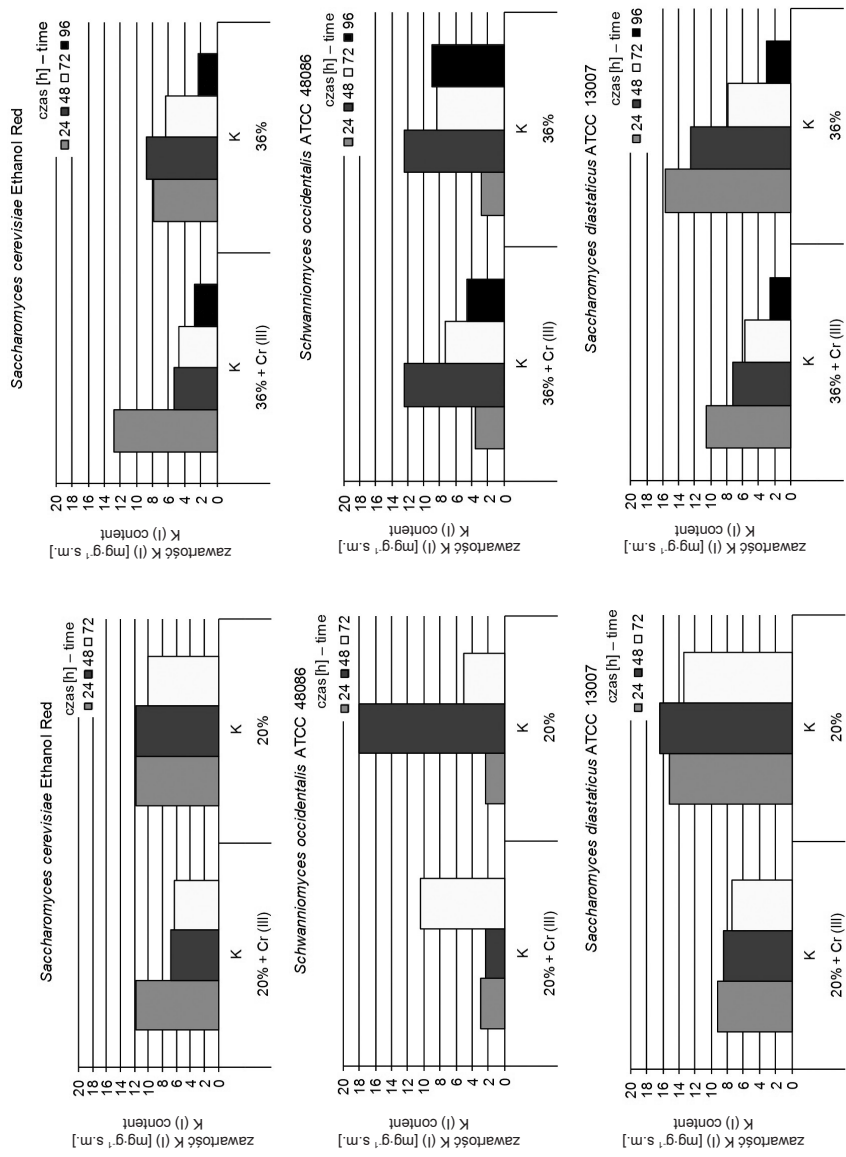 Saccharomyces cerevisiae Ethanol Red
czas [h] – time
24 48 72
zawartość K (I) [mg·g⁻¹ s.m.]
K (I) content
20
18
16
14
12
10
8
6
4
2
0
K K
20% + Cr (III) 20%
Saccharomyces cerevisiae Ethanol Red
czas [h] – time
24 48 72 96
zawartość K (I) [mg·g⁻¹ s.m.]
K (I) content
20
18
16
14
12
10
8
6
4
2
0
K K
36% + Cr (III) 36%
Schwanniomyces occidentalis ATCC 48086
czas [h] – time
24 48 72
zawartość K (I) [mg·g⁻¹ s.m.]
K (I) content
20
18
16
14
12
10
8
6
4
2
0
K K
20% + Cr (III) 20%
Schwanniomyces occidentalis ATCC 48086
czas [h] – time
24 48 72 96
zawartość K (I) [mg·g⁻¹ s.m.]
K (I) content
20
18
16
14
12
10
8
6
4
2
0
K K
36% + Cr (III) 36%
Saccharomyces diastaticus ATCC 13007
czas [h] – time
24 48 72
zawartość K (I) [mg·g⁻¹ s.m.]
K (I) content
20
18
16
14
12
10
8
6
4
2
0
K K
20% + Cr (III) 20%
Saccharomyces diastaticus ATCC 13007
czas [h] – time
24 48 72 96
zawartość K (I) [mg·g⁻¹ s.m.]
K (I) content
20
18
16
14
12
10
8
6
4
2
0
K K
36% + Cr (III) 36%